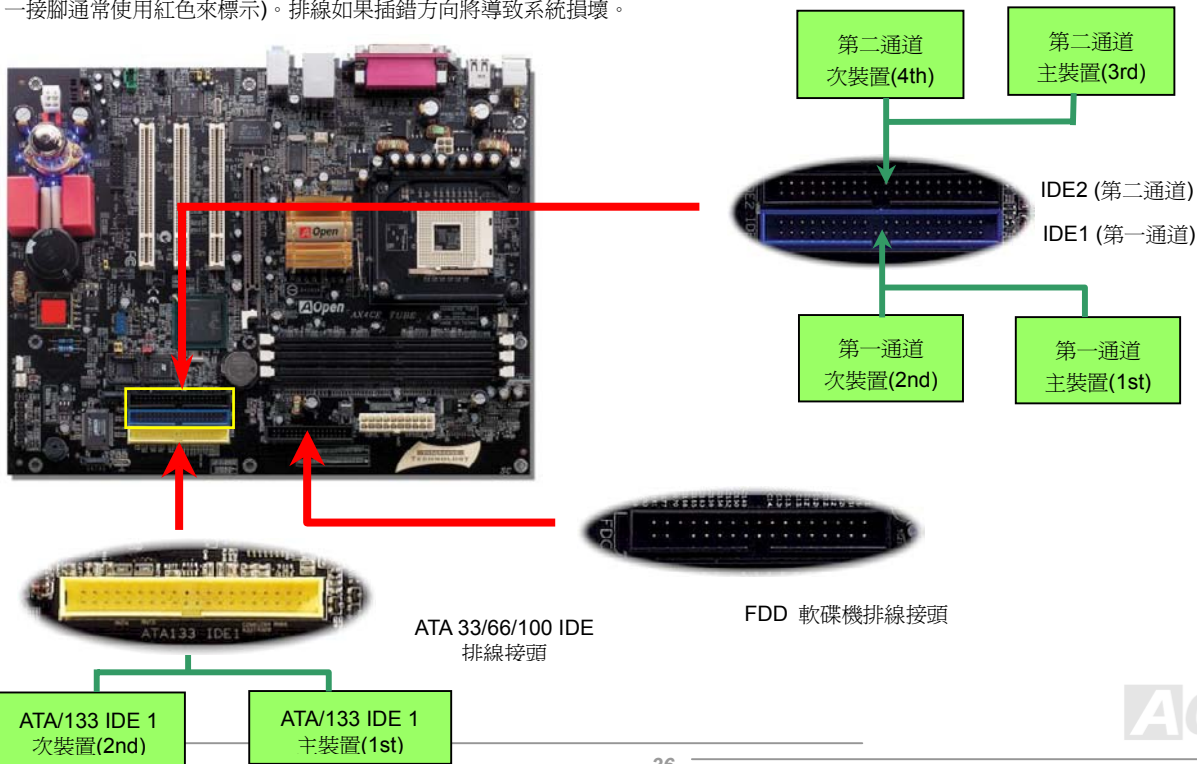 一接腳通常使用紅色來標示)。排線如果插錯方向將導致系統損壞。
第二通道
次裝置(4th)
第二通道
主裝置(3rd)
IDE2 (第二通道)
IDE1 (第一通道)
第一通道
次裝置(2nd)
第一通道
主裝置(1st)
AOpen
AOpen
AX4GE TUBE
TECHNOLOGY
FDC
FDD 軟碟機排線接頭
ATA133 IDE1
ATA 33/66/100 IDE
排線接頭
ATA/133 IDE 1
次裝置(2nd)
ATA/133 IDE 1
主裝置(1st)
26